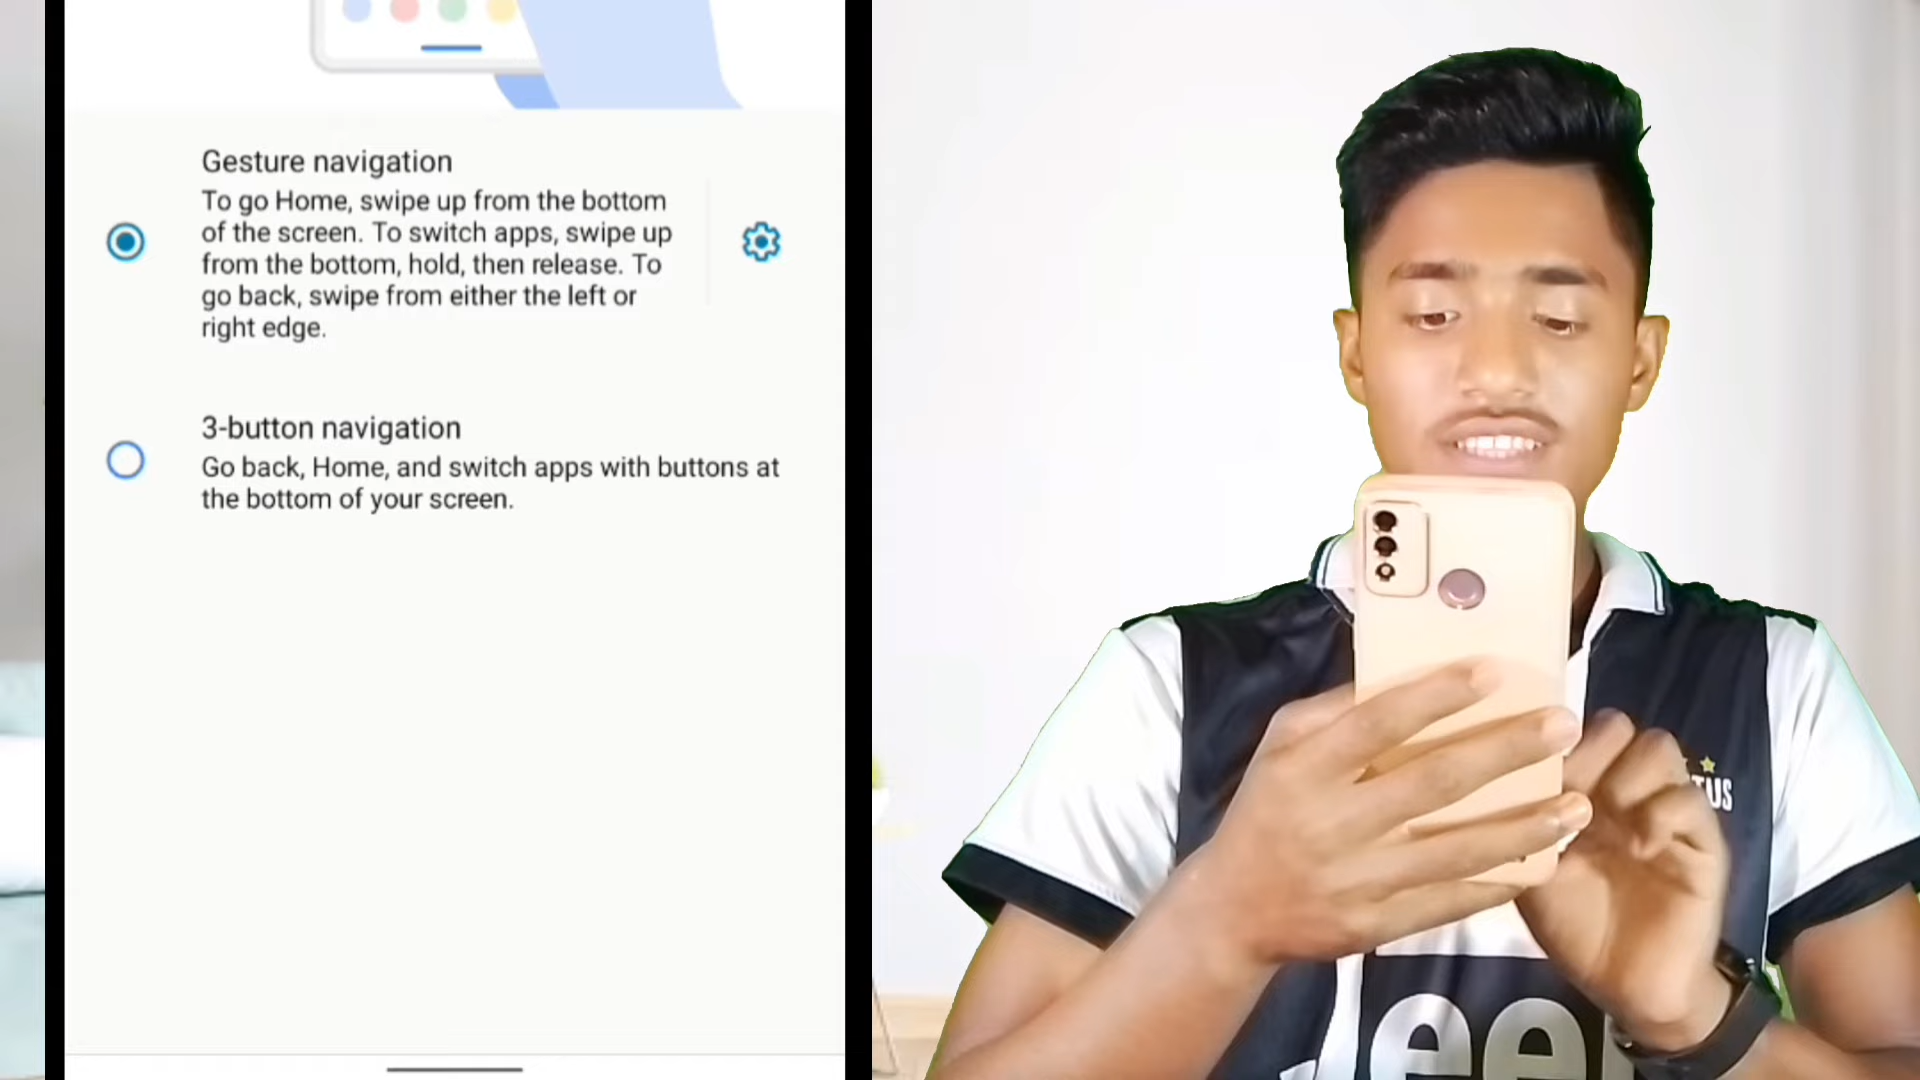 Gesture navigation
To go Home, swipe up from the bottom
of the screen. To switch apps, swipe up
from the bottom, hold, then release. To
go back, swipe from either the left or
right edge.
3-button navigation
Go back, Home, and switch apps with buttons at
the bottom of your screen.
TUS
Jeep